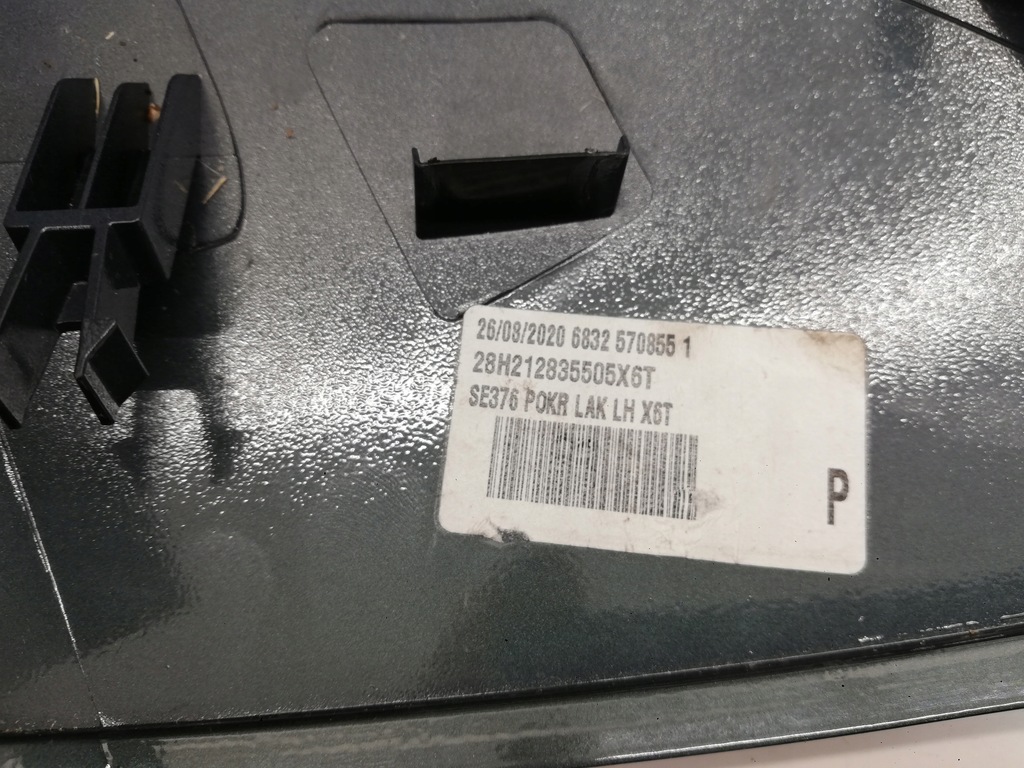 26/08/2020 6832 570855 1
28H212835505X6T
SE376 POKR LAK LH X6T
P